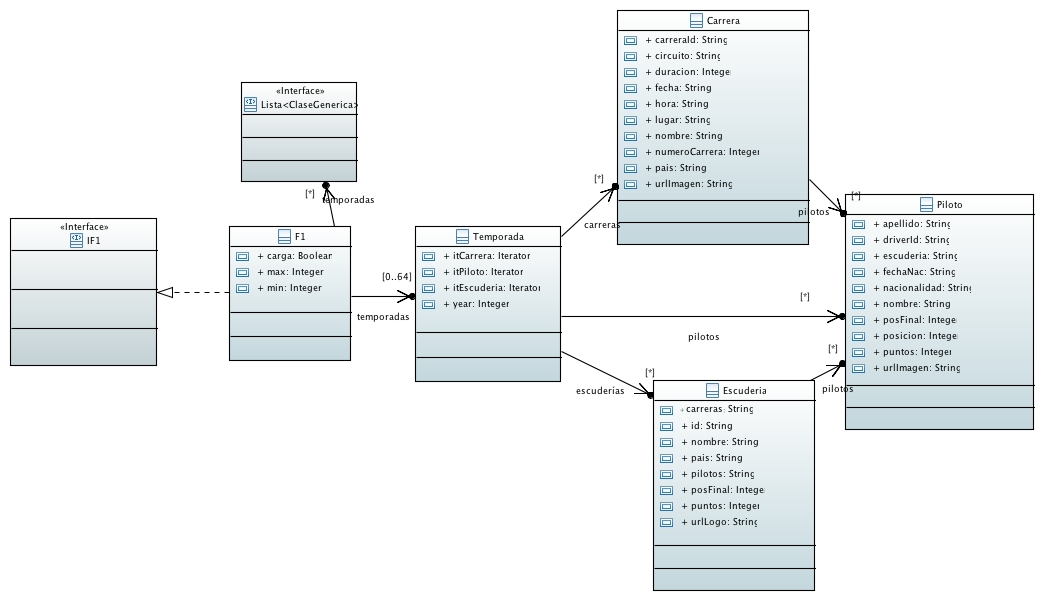 Carrera
+ carreraId: String
+ circuito: String
+ duracion: Intege
+ fecha: String
+ hora: String
+ lugar: String
+ nombre: String
+ numeroCarrera: Integer
+ pais: String
+ urlImagen: String
«Interface»
Lista<ClaseGenerica>
[*]
temporadas
«Interface»
IF1
F1
+ carga: Boolear
+ max: Integer
+ min: Integer
[0..64]
temporadas
Temporada
+ itCarrera: Iterator
+ itPiloto: Iterator
+ itEscuderia: Iterator
+ year: Integer
[*]
carreras
[*]
pilotos
[*]
pilotos
[*]
escuderías
[*]
pilotos
Piloto
+ apellido: String
+ driverId: String
+ escuderia: String
+ fechaNac: String
+ nacionalidad: String
+ nombre: String
+ posFinal: Intege
+ posicion: Intege
+ puntos: Integer
+ urlImagen: String
Escuderia
+ carreras: String
+ id: String
+ nombre: String
+ pais: String
+ pilotos: String
+ posFinal: Intege
+ puntos: Integer
+ urlLogo: String